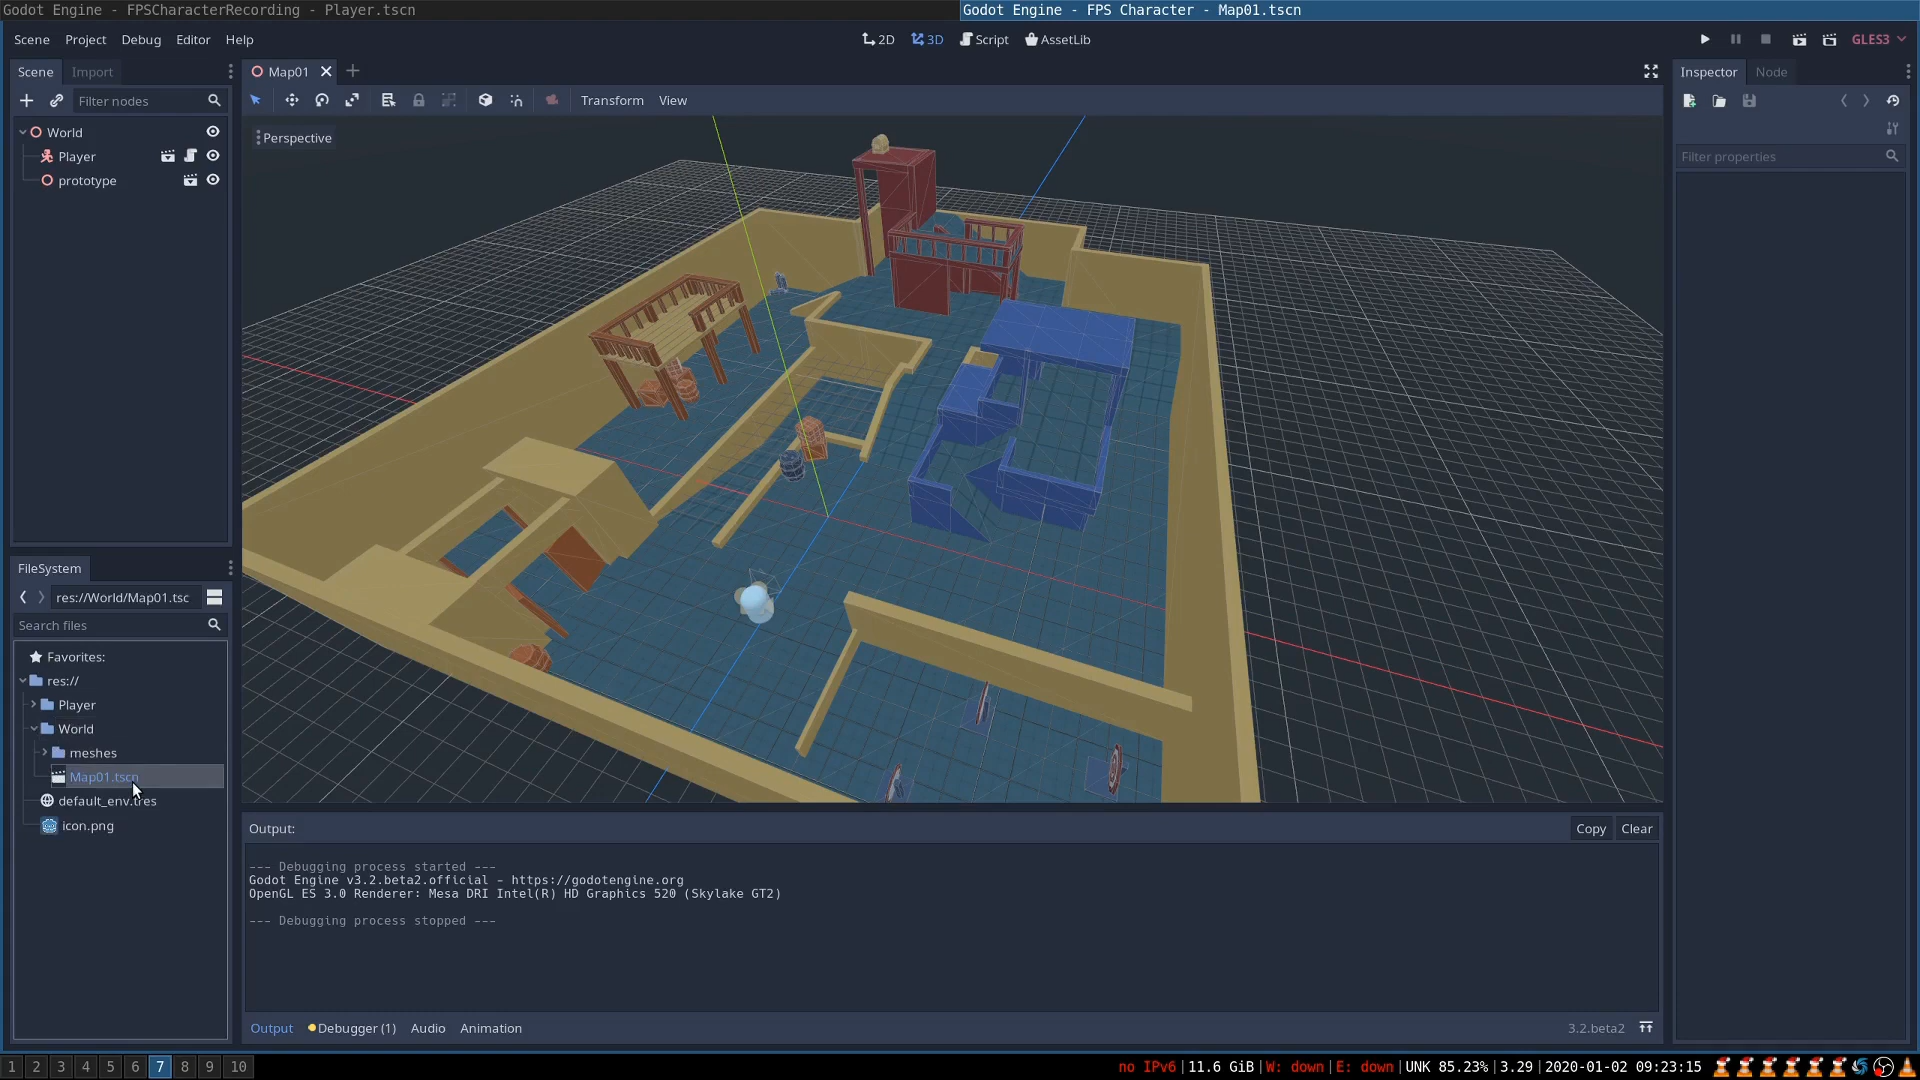 Godot Engine - FPSCharacterRecording - Player.tscn
Godot Engine - FPS Character - Map01.tscn
Scene Project Debug Editor Help
2D 3D Script AssetLib
GLES3
Scene Import
Map01
Inspector Node
Filter nodes
Transform View
World
Perspective
Player
Filter properties
prototype
FileSystem
res://World/Map01.tsc
Search files
Favorites:
res://
Player
World
meshes
Map01.tscn
default_env.tres
icon.png
Output:
Copy Clear
--- Debugging process started ---
Godot Engine v3.2.beta2.official - https://godotengine.org
OpenGL ES 3.0 Renderer: Mesa DRI Intel(R) HD Graphics 520 (Skylake GT2)
--- Debugging process stopped ---
Output Debugger (1) Audio Animation
3.2.beta2
1 2 3 4 5 6 7 8 9 10
no IPv6|11.6 GiB|W: down|E: down|UNK 85.23%|3.29|2020-01-02 09:23:15